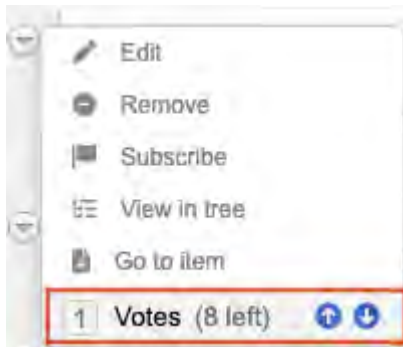 Edit
Remove
Subscribe
View in tree
Go to item
1 Votes (8 left)